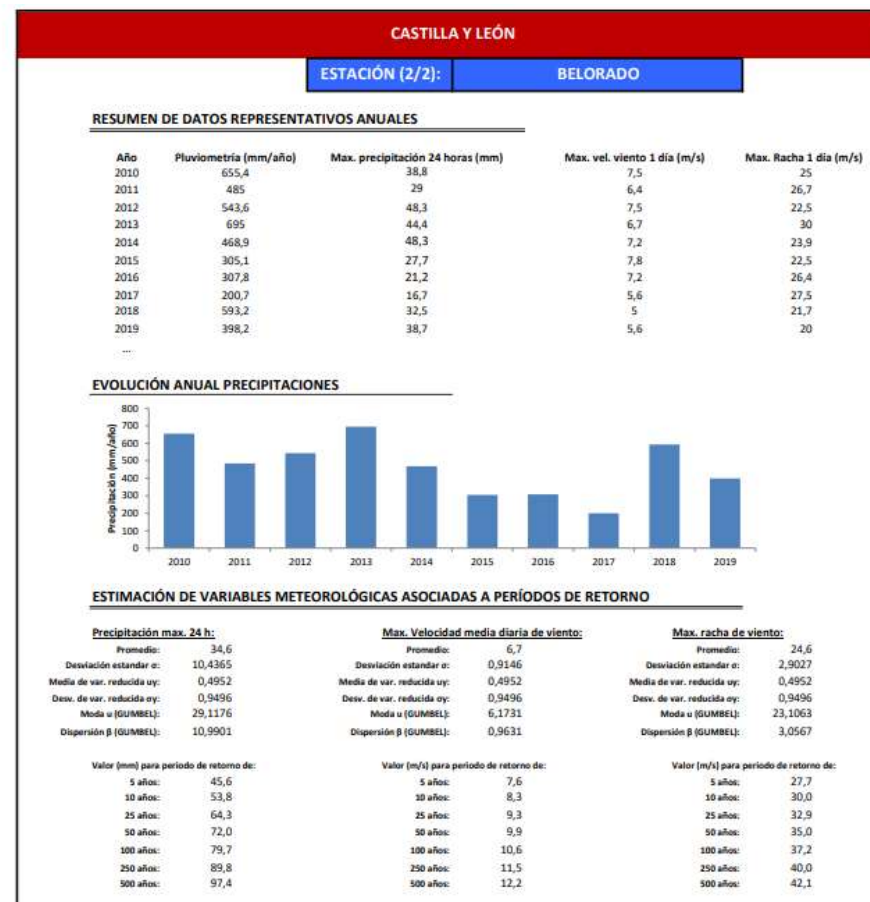 CASTILLA Y LEÓN
ESTACIÓN (2/2): BELORADO
RESUMEN DE DATOS REPRESENTATIVOS ANUALES
Año Pluviometría (mm/año) Max. precipitación 24 horas (mm) Max. vel. viento 1 día (m/s) Max. Racha 1 día (m/s)
2010 655,4 38,8 7,5 25
2011 485 29 6,4 26,7
2012 543,6 48,3 7,5 22,5
2013 695 44,4 6,7 30
2014 468,9 48,3 7,2 23,9
2015 305,1 27,7 7,8 22,5
2016 307,8 21,2 7,2 26,4
2017 200,7 16,7 5,6 27,5
2018 593,2 32,5 5 21,7
2019 398,2 38,7 5,6 20
...
EVOLUCIÓN ANUAL PRECIPITACIONES
Precipitación (mm/año)
800
700
600
500
400
300
200
100
0
2010 2011 2012 2013 2014 2015 2016 2017 2018 2019
ESTIMACIÓN DE VARIABLES METEOROLÓGICAS ASOCIADAS A PERÍODOS DE RETORNO
Precipitación max. 24 h: Max. Velocidad media diaria de viento: Max. racha de viento:
Promedio: 34,6 Promedio: 6,7 Promedio: 24,6
Desviación estandar σ: 10,4365 Desviación estandar σ: 0,9146 Desviación estandar σ: 2,9027
Media de var. reducida uy: 0,4952 Media de var. reducida uy: 0,4952 Media de var. reducida uy: 0,4952
Desv. de var. reducida σy: 0,9496 Desv. de var. reducida σy: 0,9496 Desv. de var. reducida σy: 0,9496
Moda u (GUMBEL): 29,1176 Moda u (GUMBEL): 6,1731 Moda u (GUMBEL): 23,1063
Dispersión β (GUMBEL): 10,9901 Dispersión β (GUMBEL): 0,9631 Dispersión β (GUMBEL): 3,0567
Valor (mm) para periodo de retorno de: Valor (m/s) para periodo de retorno de: Valor (m/s) para periodo de retorno de:
5 años: 45,6 5 años: 7,6 5 años: 27,7
10 años: 53,8 10 años: 8,3 10 años: 30,0
25 años: 64,3 25 años: 9,3 25 años: 32,9
50 años: 72,0 50 años: 9,9 50 años: 35,0
100 años: 79,7 100 años: 10,6 100 años: 37,2
250 años: 89,8 250 años: 11,5 250 años: 40,0
500 años: 97,4 500 años: 12,2 500 años: 42,1